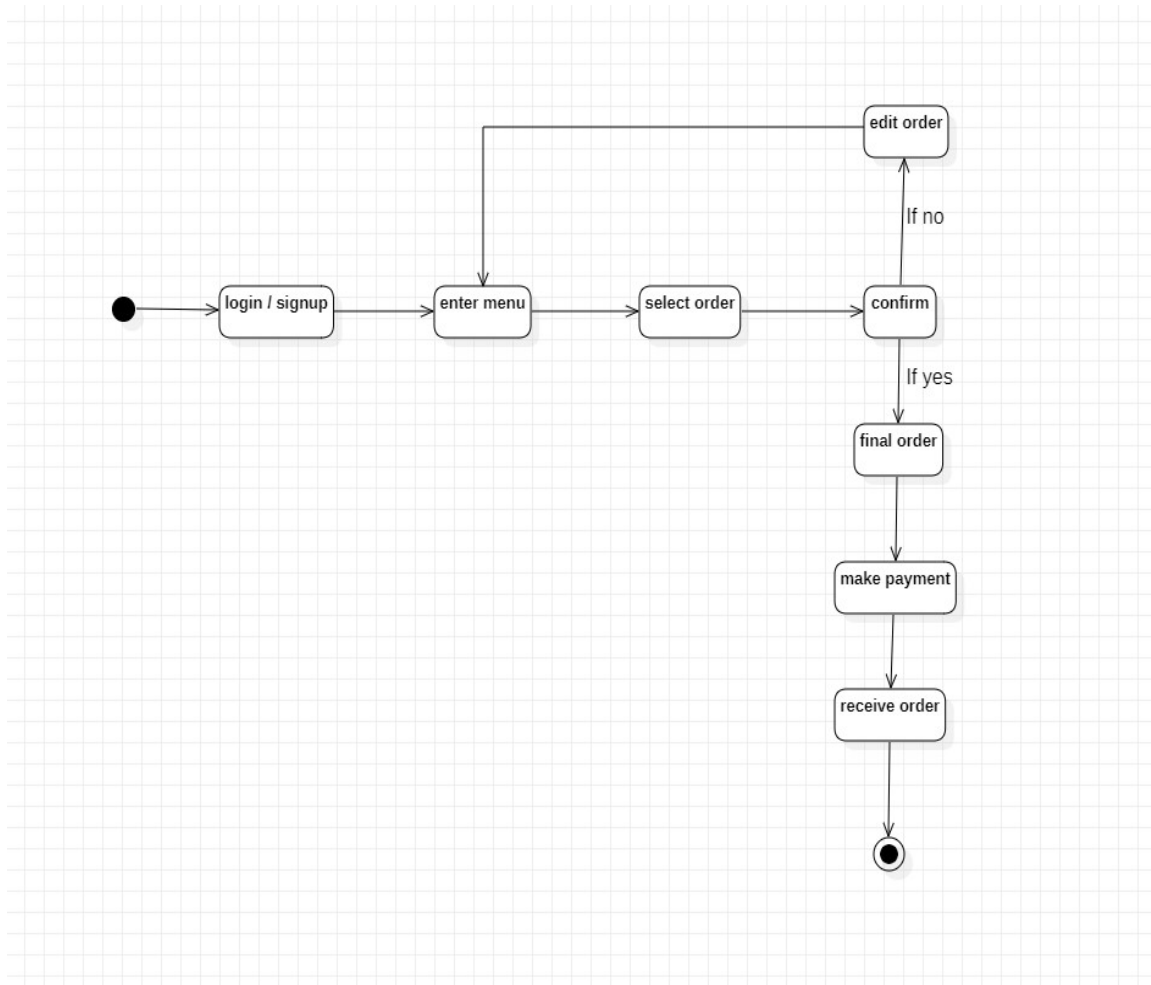 edit order
If no
login / signup
enter menu
select order
confirm
If yes
final order
make payment
receive order